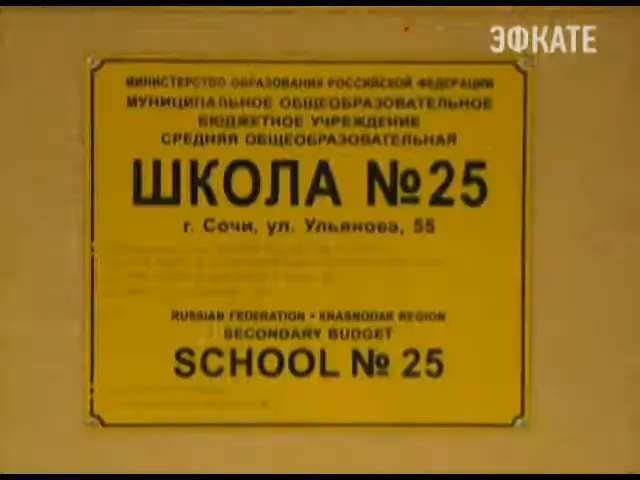 ЭФКАТЕ
МИНИСТЕРСТВО ОБРАЗОВАНИЯ РОССИЙСКОЙ ФЕДЕРАЦИИ
МУНИЦИПАЛЬНОЕ ОБЩЕОБРАЗОВАТЕЛЬНОЕ
БЮДЖЕТНОЕ УЧРЕЖДЕНИЕ
СРЕДНЯЯ ОБЩЕОБРАЗОВАТЕЛЬНАЯ
ШКОЛА №25
г. Сочи, ул. Ульянова, 55
RUSSIAN FEDERATION • KRASNODAR REGION
SECONDARY BUDGET
SCHOOL № 25